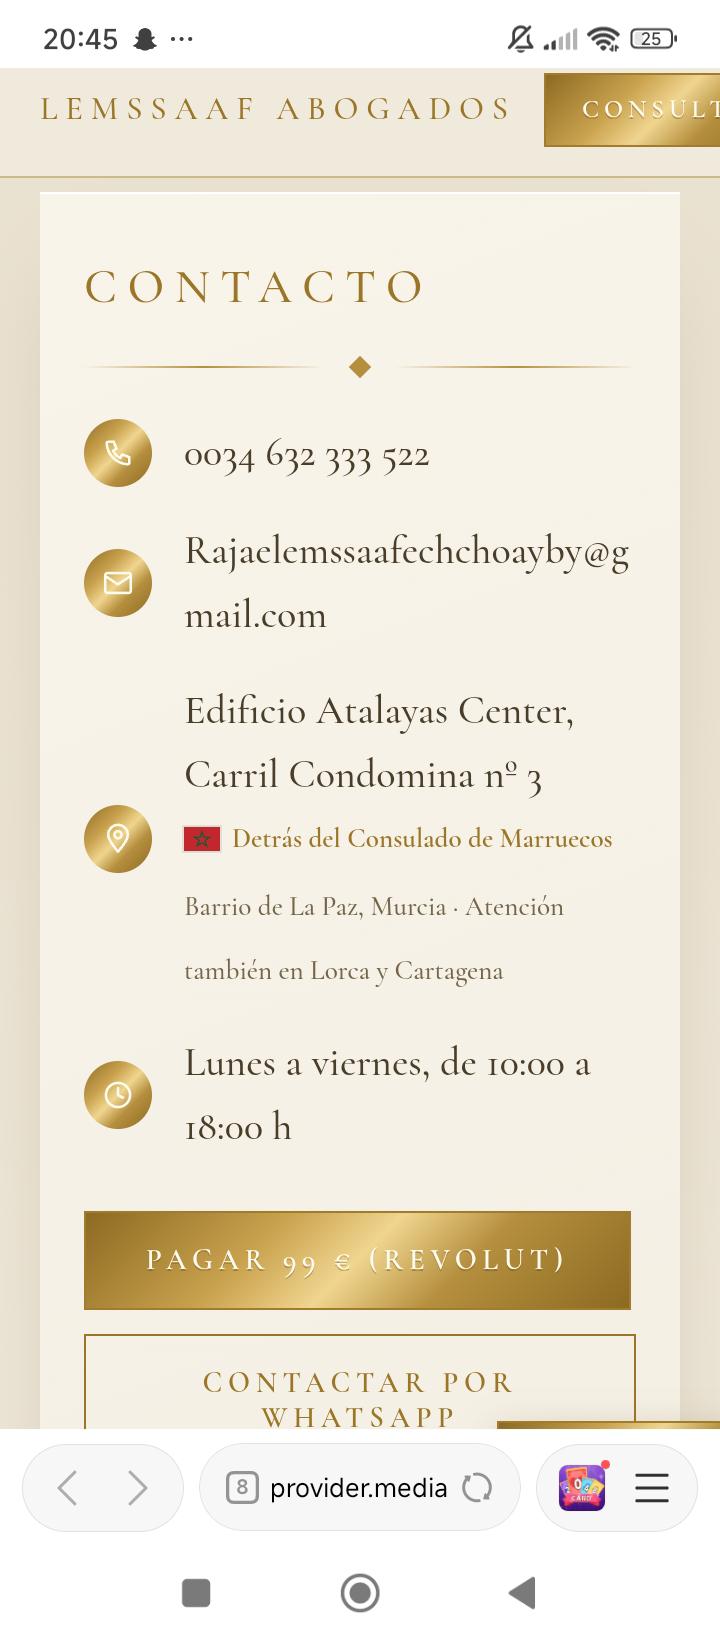 20:45
25
LEMSSAAF ABOGADOS
CONSULT
CONTACTO
0034 632 333 522
Rajaelemssaafechchoayby@g
mail.com
Edificio Atalayas Center,
Carril Condomina nº 3
Detrás del Consulado de Marruecos
Barrio de La Paz, Murcia · Atención
también en Lorca y Cartagena
Lunes a viernes, de 10:00 a
18:00 h
PAGAR 99 € (REVOLUT)
CONTACTAR POR
WHATSAPP
8
provider.media